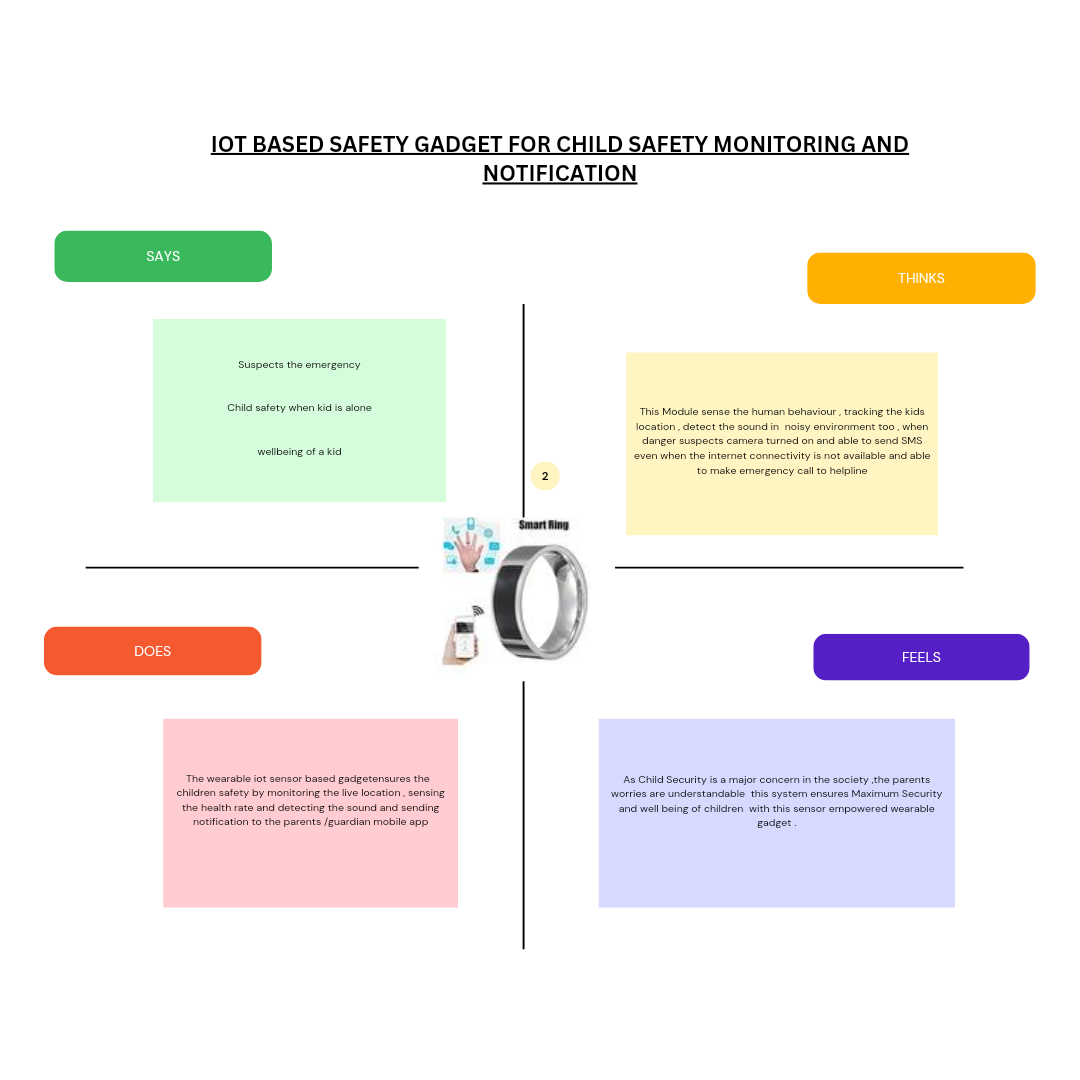 IOT BASED SAFETY GADGET FOR CHILD SAFETY MONITORING AND
NOTIFICATION
SAYS
THINKS
Suspects the emergency
Child safety when kid is alone
wellbeing of a kid
This Module sense the human behaviour , tracking the kids
location , detect the sound in  noisy environment too , when
danger suspects camera turned on and able to send SMS
even when the internet connectivity is not available and able
to make emergency call to helpline
2
Smart Ring
DOES
FEELS
The wearable iot sensor based gadgetensures the
children safety by monitoring the live location , sensing
the health rate and detecting the sound and sending
notification to the parents /guardian mobile app
As Child Security is a major concern in the society ,the parents
worries are understandable  this system ensures Maximum Security
and well being of children  with this sensor empowered wearable
gadget .